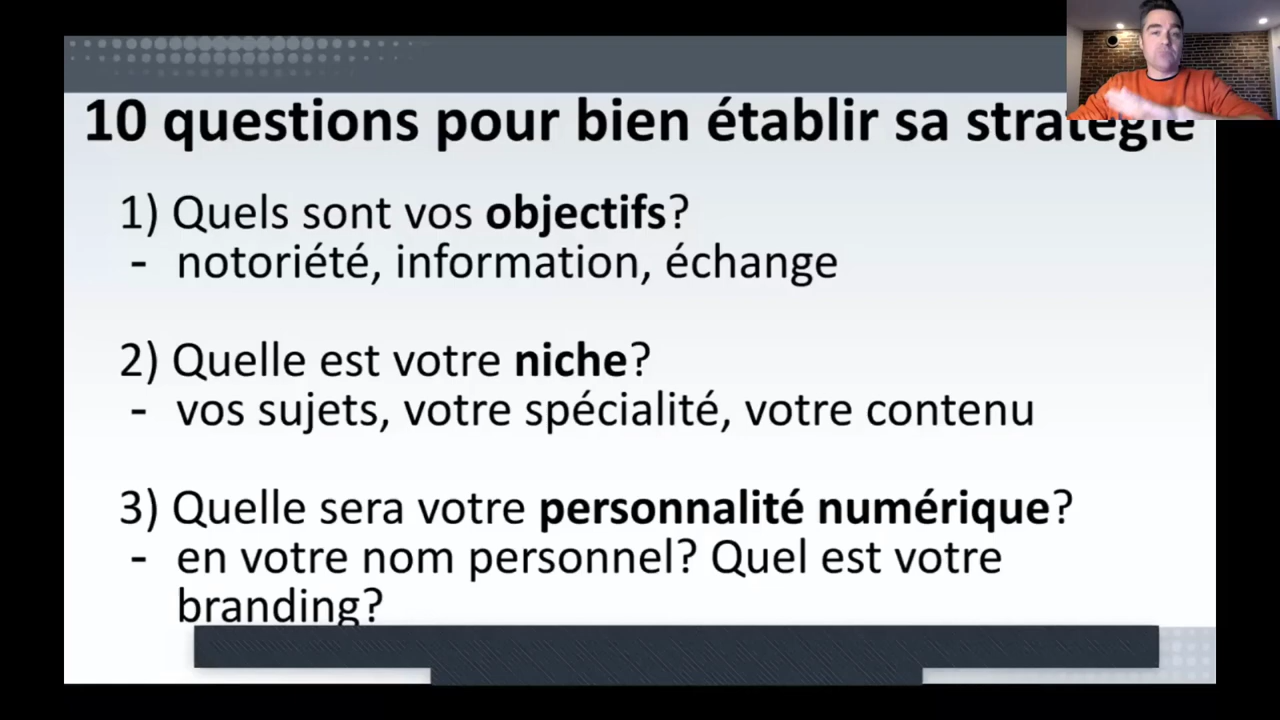 10 questions pour bien établir sa stratégie
1) Quels sont vos objectifs?
- notoriété, information, échange
2) Quelle est votre niche?
- vos sujets, votre spécialité, votre contenu
3) Quelle sera votre personnalité numérique?
- en votre nom personnel? Quel est votre
branding?